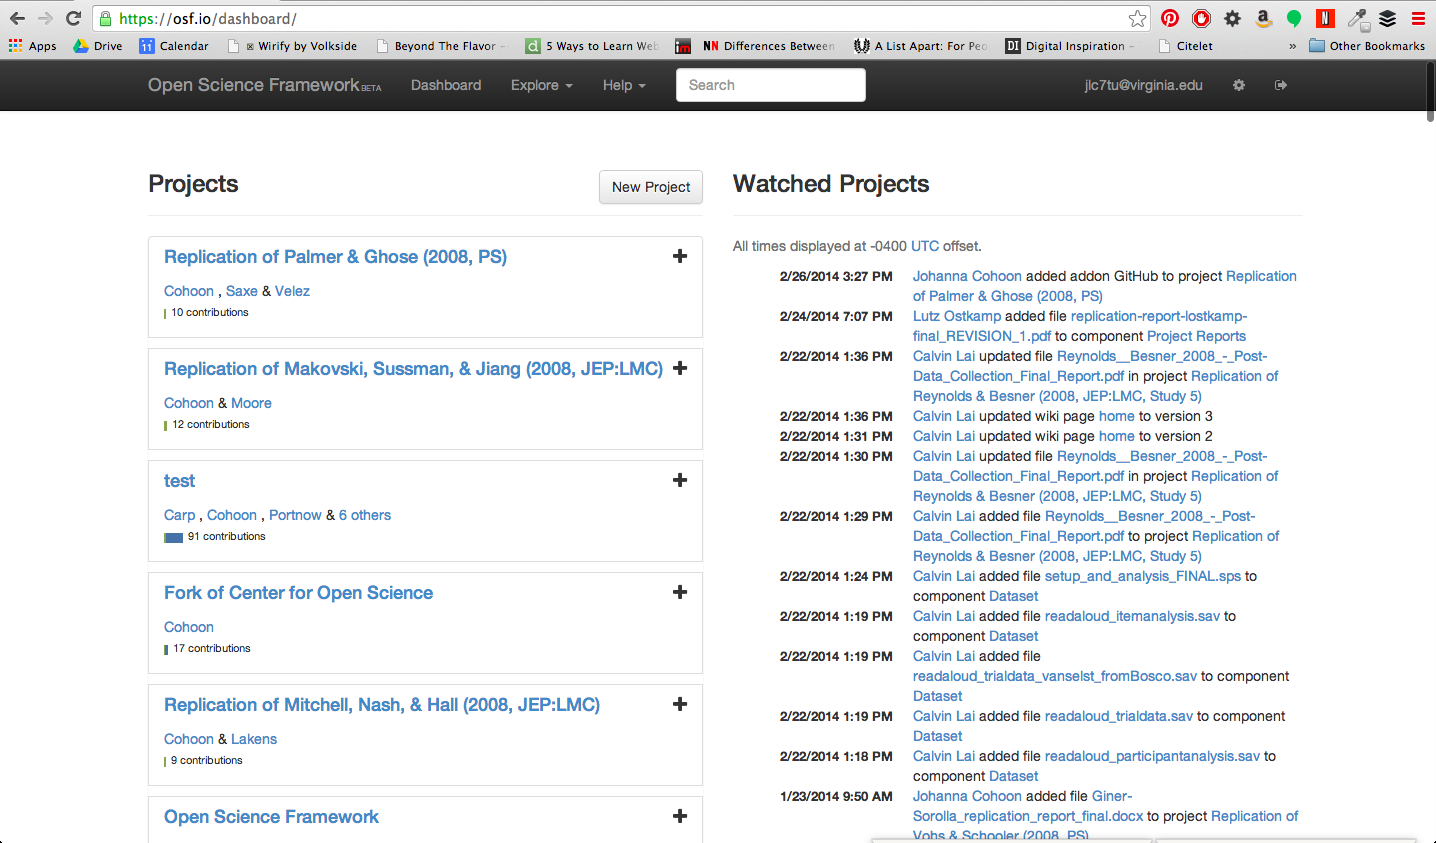 https://osf.io/dashboard/
Apps Drive Calendar Wirify by Volkside Beyond The Flavor - 5 Ways to Learn Web Differences Between A List Apart: For Peo Digital Inspiration - Citelet » Other Bookmarks
Open Science Framework BETA Dashboard Explore Help Search jlc7tu@virginia.edu
Projects
New Project
Replication of Palmer & Ghose (2008, PS)
Cohoon , Saxe & Velez
10 contributions
Replication of Makovski, Sussman, & Jiang (2008, JEP:LMC)
Cohoon & Moore
12 contributions
test
Carp , Cohoon , Portnow & 6 others
91 contributions
Fork of Center for Open Science
Cohoon
17 contributions
Replication of Mitchell, Nash, & Hall (2008, JEP:LMC)
Cohoon & Lakens
9 contributions
Open Science Framework
Watched Projects
All times displayed at -0400 UTC offset.
2/26/2014 3:27 PM Johanna Cohoon added addon GitHub to project Replication
of Palmer & Ghose (2008, PS)
2/24/2014 7:07 PM Lutz Ostkamp added file replication-report-lostkamp-
final_REVISION_1.pdf to component Project Reports
2/22/2014 1:36 PM Calvin Lai updated file Reynolds__Besner_2008_-_Post-
Data_Collection_Final_Report.pdf in project Replication of
Reynolds & Besner (2008, JEP:LMC, Study 5)
2/22/2014 1:36 PM Calvin Lai updated wiki page home to version 3
2/22/2014 1:31 PM Calvin Lai updated wiki page home to version 2
2/22/2014 1:30 PM Calvin Lai updated file Reynolds__Besner_2008_-_Post-
Data_Collection_Final_Report.pdf in project Replication of
Reynolds & Besner (2008, JEP:LMC, Study 5)
2/22/2014 1:29 PM Calvin Lai added file Reynolds__Besner_2008_-_Post-
Data_Collection_Final_Report.pdf to project Replication of
Reynolds & Besner (2008, JEP:LMC, Study 5)
2/22/2014 1:24 PM Calvin Lai added file setup_and_analysis_FINAL.sps to
component Dataset
2/22/2014 1:19 PM Calvin Lai added file readaloud_itemanalysis.sav to
component Dataset
2/22/2014 1:19 PM Calvin Lai added file
readaloud_trialdata_vanselst_fromBosco.sav to component
Dataset
2/22/2014 1:19 PM Calvin Lai added file readaloud_trialdata.sav to component
Dataset
2/22/2014 1:18 PM Calvin Lai added file readaloud_participantanalysis.sav to
component Dataset
1/23/2014 9:50 AM Johanna Cohoon added file Giner-
Sorolla_replication_report_final.docx to project Replication of
Vohs & Schooler (2008, PS)